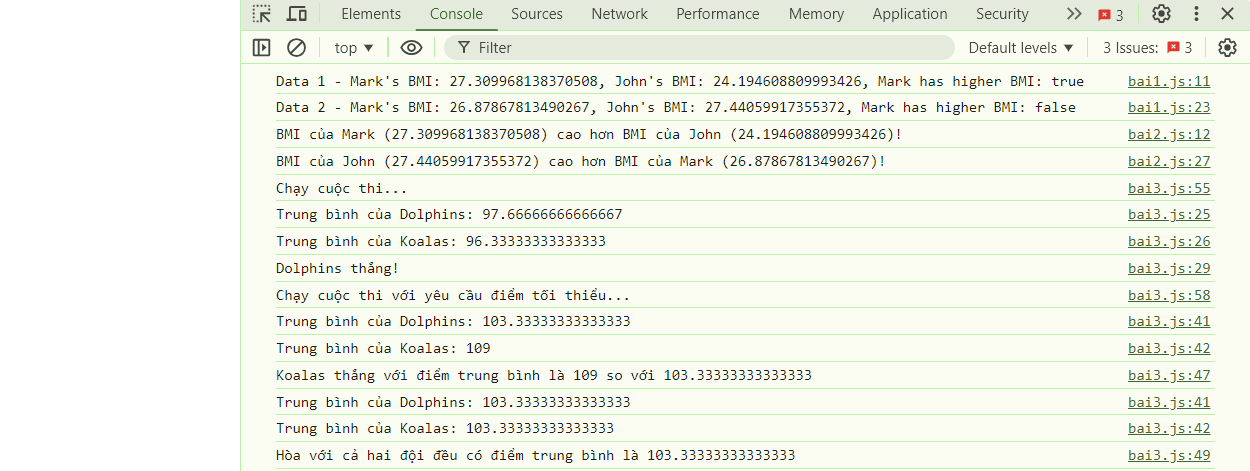 Elements Console Sources Network Performance Memory Application Security 3
top Filter Default levels 3 Issues: 3
Data 1 - Mark's BMI: 27.309968138370508, John's BMI: 24.194608809993426, Mark has higher BMI: true bai1.js:11
Data 2 - Mark's BMI: 26.87867813490267, John's BMI: 27.44059917355372, Mark has higher BMI: false bai1.js:23
BMI của Mark (27.309968138370508) cao hơn BMI của John (24.194608809993426)! bai2.js:12
BMI của John (27.44059917355372) cao hơn BMI của Mark (26.87867813490267)! bai2.js:27
Chạy cuộc thi... bai3.js:55
Trung bình của Dolphins: 97.66666666666667 bai3.js:25
Trung bình của Koalas: 96.33333333333333 bai3.js:26
Dolphins thắng! bai3.js:29
Chạy cuộc thi với yêu cầu điểm tối thiểu... bai3.js:58
Trung bình của Dolphins: 103.33333333333333 bai3.js:41
Trung bình của Koalas: 109 bai3.js:42
Koalas thắng với điểm trung bình là 109 so với 103.33333333333333 bai3.js:47
Trung bình của Dolphins: 103.33333333333333 bai3.js:41
Trung bình của Koalas: 103.33333333333333 bai3.js:42
Hòa với cả hai đội đều có điểm trung bình là 103.33333333333333 bai3.js:49